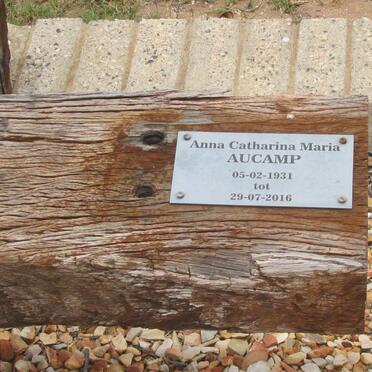 Anna Catharina Maria
AUCAMP
05-02-1931
tot
29-07-2016